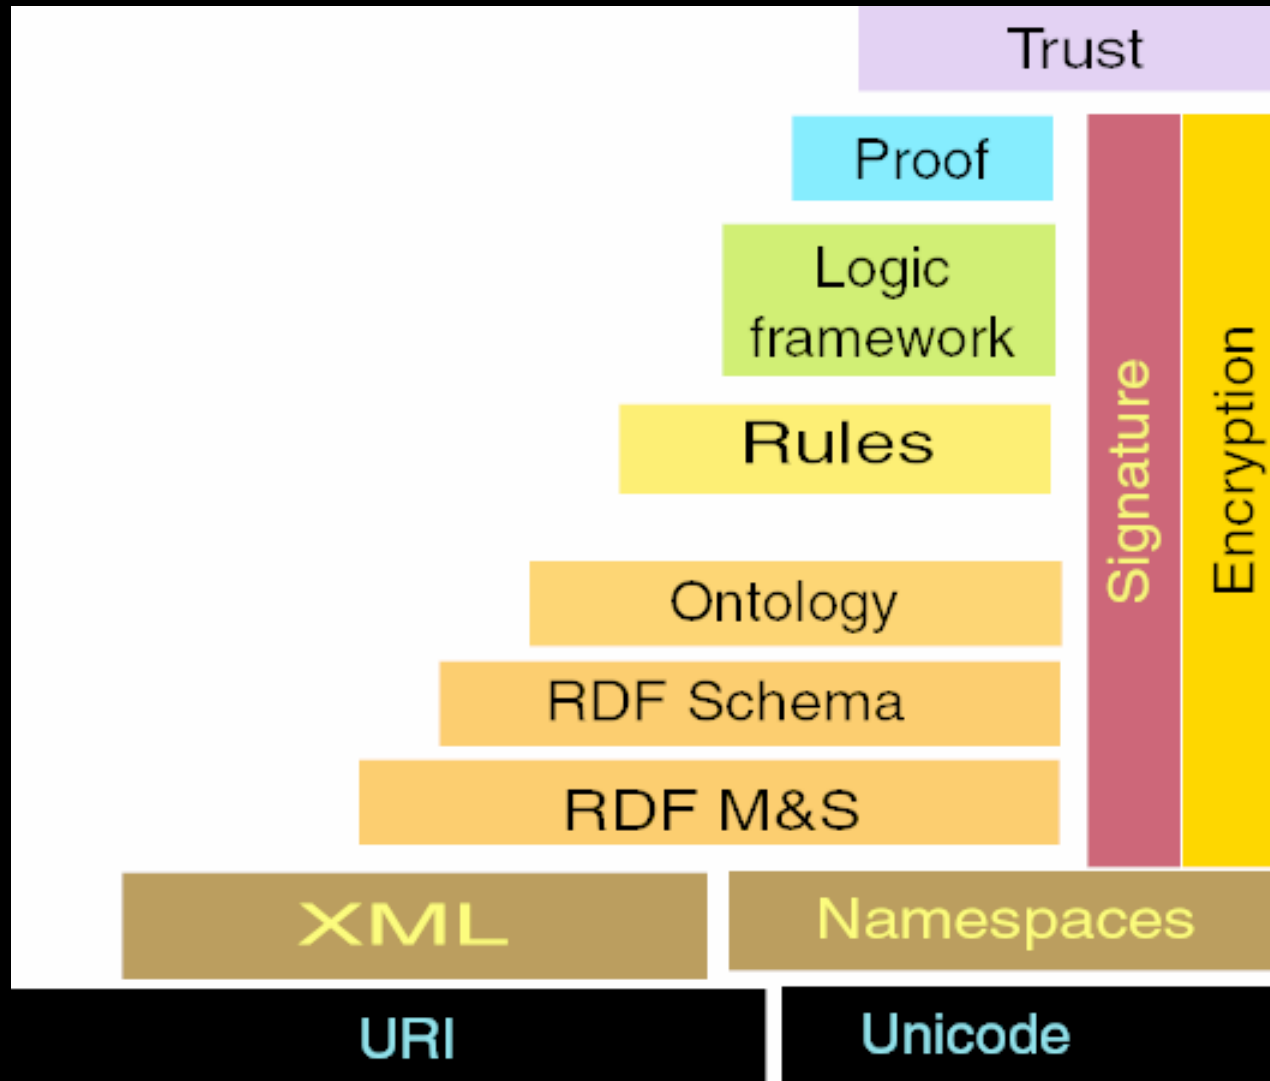 Trust
Proof
Logic
framework
Rules
Ontology
RDF Schema
RDF M&S
Signature
Encryption
XML
Namespaces
URI
Unicode